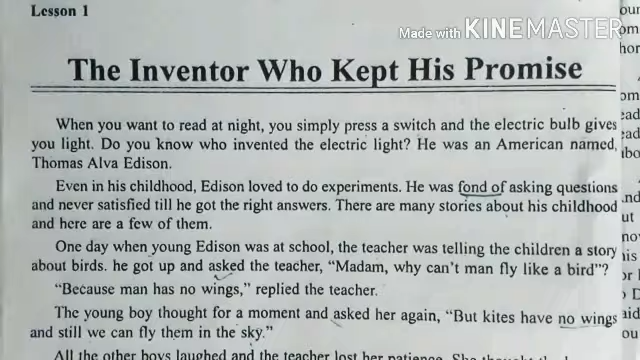 Lesson 1
Made with KINEMASTER
The Inventor Who Kept His Promise
When you want to read at night, you simply press a switch and the electric bulb gives
you light. Do you know who invented the electric light? He was an American named,
Thomas Alva Edison.
Even in his childhood, Edison loved to do experiments. He was fond of asking questions
and never satisfied till he got the right answers. There are many stories about his childhood
and here are a few of them.
One day when young Edison was at school, the teacher was telling the children a story
about birds. he got up and asked the teacher, “Madam, why can't man fly like a bird”?
“Because man has no wings,” replied the teacher.
The young boy thought for a moment and asked her again, “But kites have no wings
and still we can fly them in the sky.”
All the other boys laughed and the teacher lost her patience. She thought